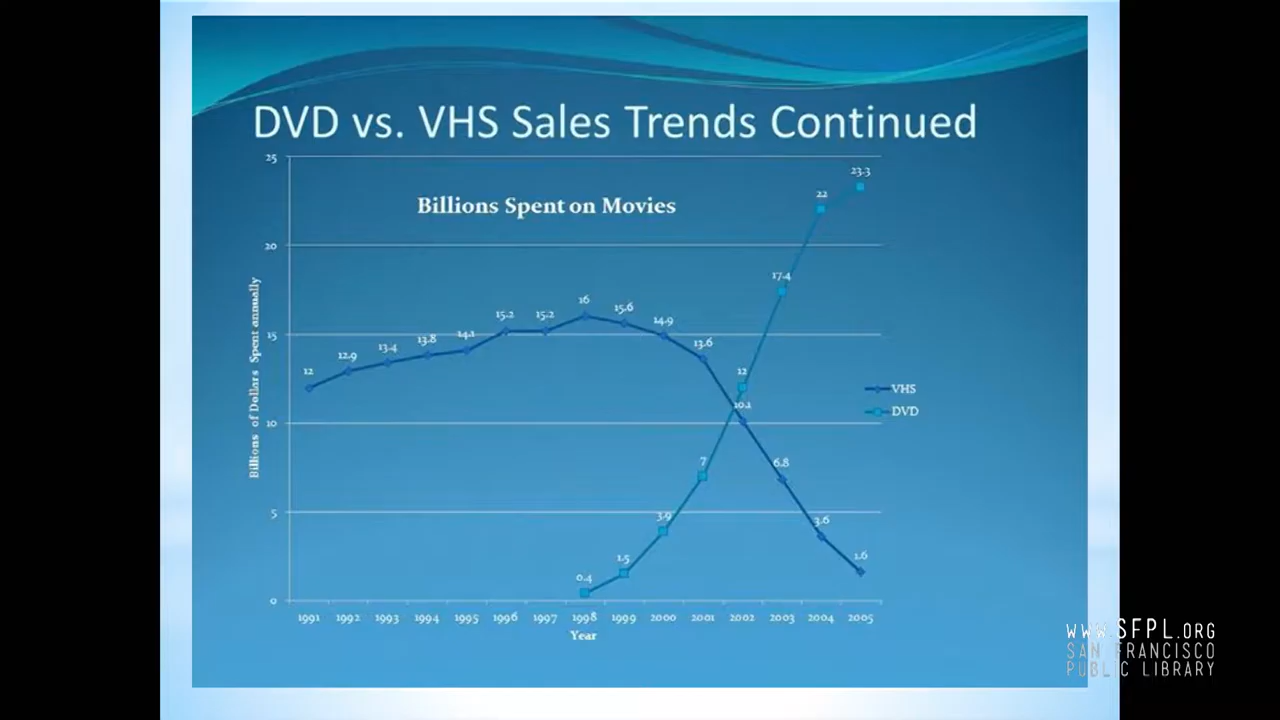 DVD vs. VHS Sales Trends Continued
Billions Spent on Movies
Billions of Dollars Spent annually
25
20
15
10
5
0
12
12.9
13.4
13.8
14.1
15.2
15.2
16
15.6
14.9
13.6
10.1
6.8
3.6
1.6
0.4
1.5
3.9
7
12
17.4
22
23.3
VHS
DVD
1991 1992 1993 1994 1995 1996 1997 1998 1999 2000 2001 2002 2003 2004 2005
Year
WWW.SFPL.ORG
SAN FRANCISCO
PUBLIC LIBRARY